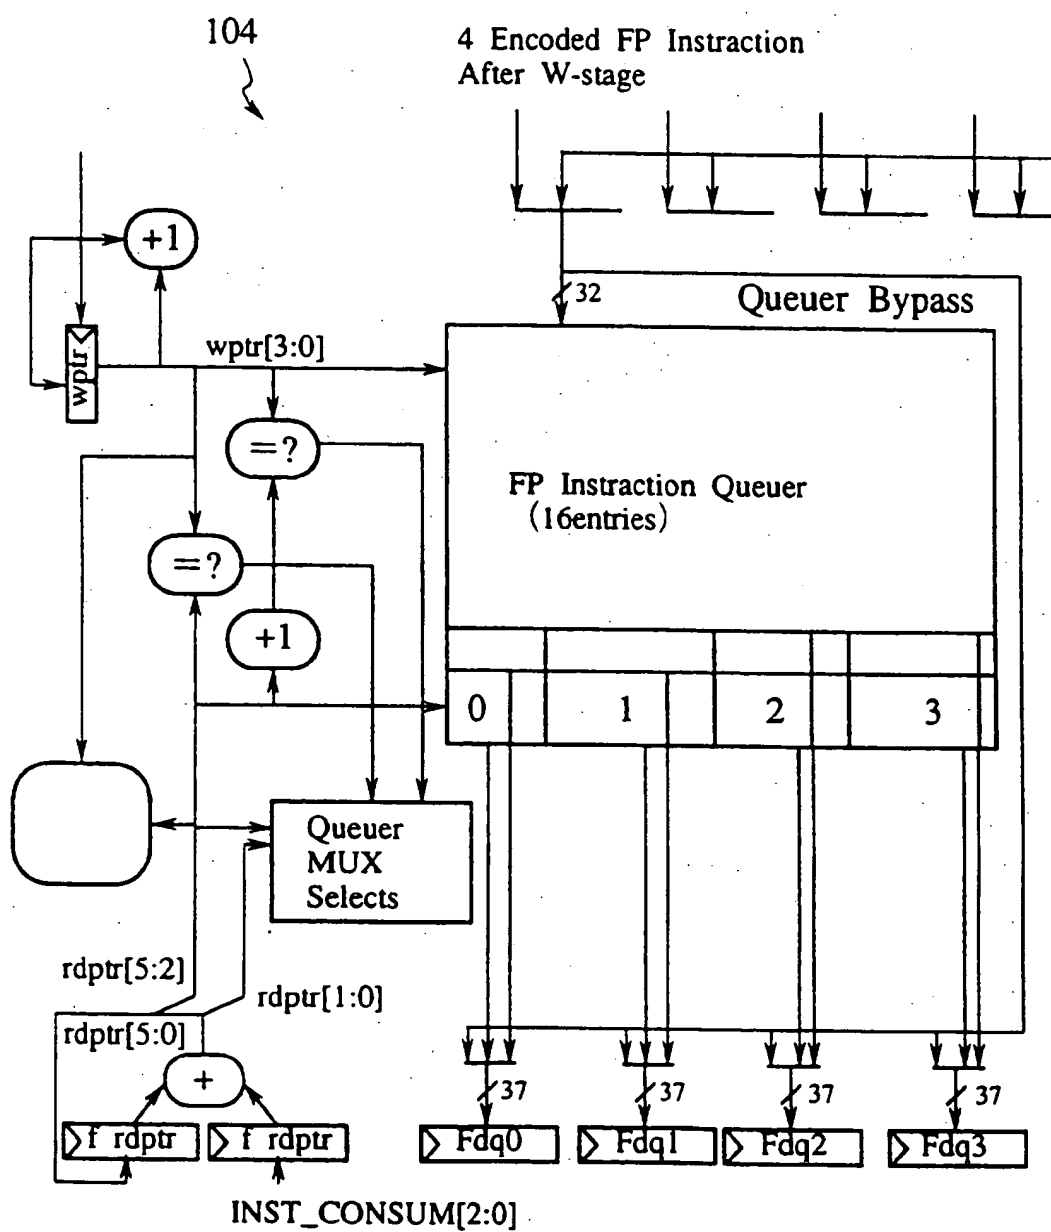 104
4 Encoded FP Instraction
After W-stage
+1
32
Queuer Bypass
wptr
wptr[3:0]
=?
FP Instraction Queuer
(16entries)
=?
+1
0 1 2 3
Queuer
MUX
Selects
rdptr[5:2]
rdptr[1:0]
rdptr[5:0]
+
37 37 37 37
f rdptr f rdptr Fdq0 Fdq1 Fdq2 Fdq3
INST_CONSUM[2:0]